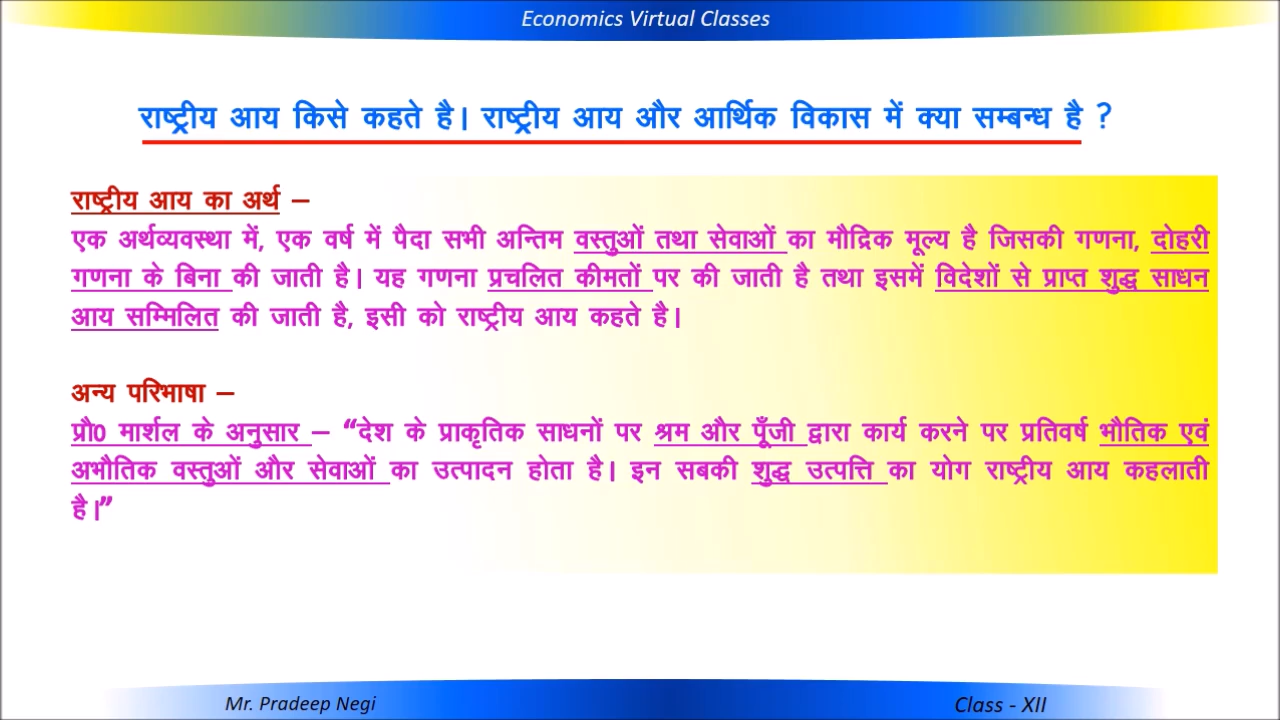 Economics Virtual Classes
राष्ट्रीय आय किसे कहते है। राष्ट्रीय आय और आर्थिक विकास में क्या सम्बन्ध है ?
राष्ट्रीय आय का अर्थ –
एक अर्थव्यवस्था में, एक वर्ष में पैदा सभी अन्तिम वस्तुओं तथा सेवाओं का मौद्रिक मूल्य है जिसकी गणना, दोहरी
गणना के बिना की जाती है। यह गणना प्रचलित कीमतों पर की जाती है तथा इसमें विदेशों से प्राप्त शुद्ध साधन
आय सम्मिलित की जाती है, इसी को राष्ट्रीय आय कहते है।
अन्य परिभाषा –
प्रौ0 मार्शल के अनुसार – “देश के प्राकृतिक साधनों पर श्रम और पूँजी द्वारा कार्य करने पर प्रतिवर्ष भौतिक एवं
अभौतिक वस्तुओं और सेवाओं का उत्पादन होता है। इन सबकी शुद्ध उत्पत्ति का योग राष्ट्रीय आय कहलाती
है।”
Mr. Pradeep Negi
Class - XII